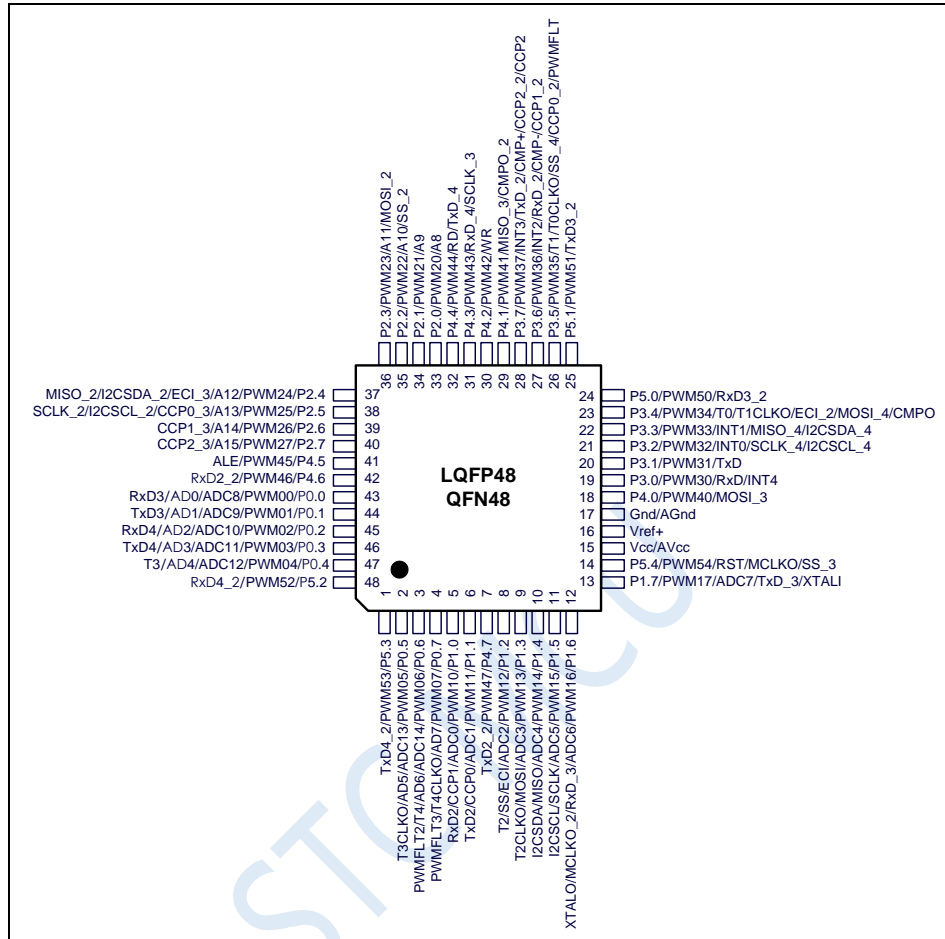 P2.3/PWM23/A11/MOSI_2
P2.2/PWM22/A10/SS_2
P2.1/PWM21/A9
P2.0/PWM20/A8
P4.4/PWM44/RD/TxD_4
P4.3/PWM43/RxD_4/SCLK_3
P4.2/PWM42/WR
P4.1/PWM41/MISO_3/CMPO_2
P3.7/PWM37/INT3/TxD_2/CMP+/CCP2_2/CCP2
P3.6/PWM36/INT2/RxD_2/CMP-/CCP1_2
P3.5/PWM35/T1/T0CLKO/SS_4/CCP0_2/PWMFLT
P5.1/PWM51/TxD3_2
36 35 34 33 32 31 30 29 28 27 26 25
MISO_2/I2CSDA_2/ECI_3/A12/PWM24/P2.4 37
SCLK_2/I2CSCL_2/CCP0_3/A13/PWM25/P2.5 38
CCP1_3/A14/PWM26/P2.6 39
CCP2_3/A15/PWM27/P2.7 40
ALE/PWM45/P4.5 41
RxD2_2/PWM46/P4.6 42
RxD3/AD0/ADC8/PWM00/P0.0 43
TxD3/AD1/ADC9/PWM01/P0.1 44
RxD4/AD2/ADC10/PWM02/P0.2 45
TxD4/AD3/ADC11/PWM03/P0.3 46
T3/AD4/ADC12/PWM04/P0.4 47
RxD4_2/PWM52/P5.2 48
LQFP48
QFN48
24 P5.0/PWM50/RxD3_2
23 P3.4/PWM34/T0/T1CLKO/ECI_2/MOSI_4/CMPO
22 P3.3/PWM33/INT1/MISO_4/I2CSDA_4
21 P3.2/PWM32/INT0/SCLK_4/I2CSCL_4
20 P3.1/PWM31/TxD
19 P3.0/PWM30/RxD/INT4
18 P4.0/PWM40/MOSI_3
17 Gnd/AGnd
16 Vref+
15 Vcc/AVcc
14 P5.4/PWM54/RST/MCLKO/SS_3
13 P1.7/PWM17/ADC7/TxD_3/XTALI
1 2 3 4 5 6 7 8 9 10 11 12
TxD4_2/PWM53/P5.3
T3CLKO/AD5/ADC13/PWM05/P0.5
PWMFLT2/T4/AD6/ADC14/PWM06/P0.6
PWMFLT3/T4CLKO/AD7/PWM07/P0.7
RxD2/CCP1/ADC0/PWM10/P1.0
TxD2/CCP0/ADC1/PWM11/P1.1
TxD2_2/PWM47/P4.7
T2/SS/ECI/ADC2/PWM12/P1.2
T2CLKO/MOSI/ADC3/PWM13/P1.3
I2CSDA/MISO/ADC4/PWM14/P1.4
I2CSCL/SCLK/ADC5/PWM15/P1.5
XTALO/MCLKO_2/RxD_3/ADC6/PWM16/P1.6
STCMCU